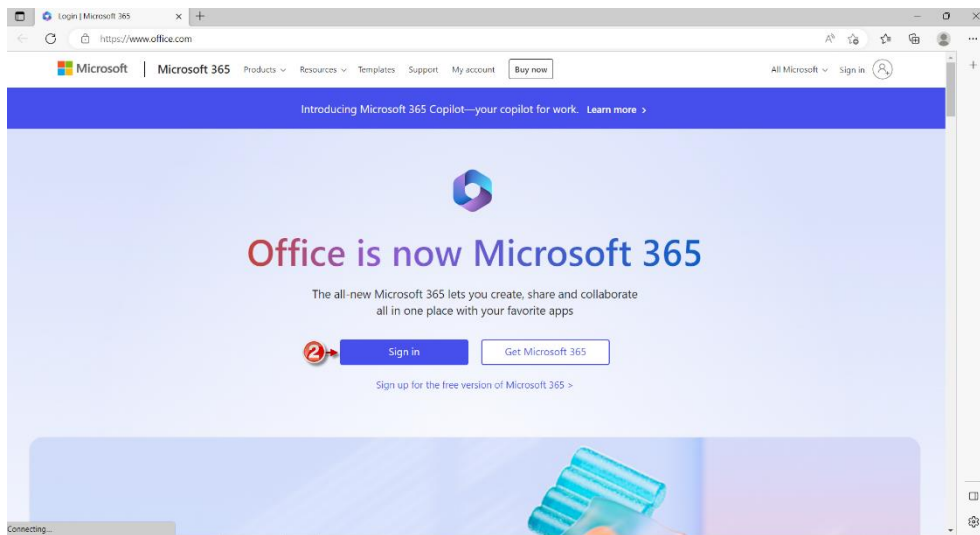 Login | Microsoft 365
https://www.office.com
Microsoft Microsoft 365 Products Resources Templates Support My account Buy now All Microsoft Sign in
Introducing Microsoft 365 Copilot—your copilot for work. Learn more >
Office is now Microsoft 365
The all-new Microsoft 365 lets you create, share and collaborate
all in one place with your favorite apps
2 Sign in Get Microsoft 365
Sign up for the free version of Microsoft 365 >
Connecting...